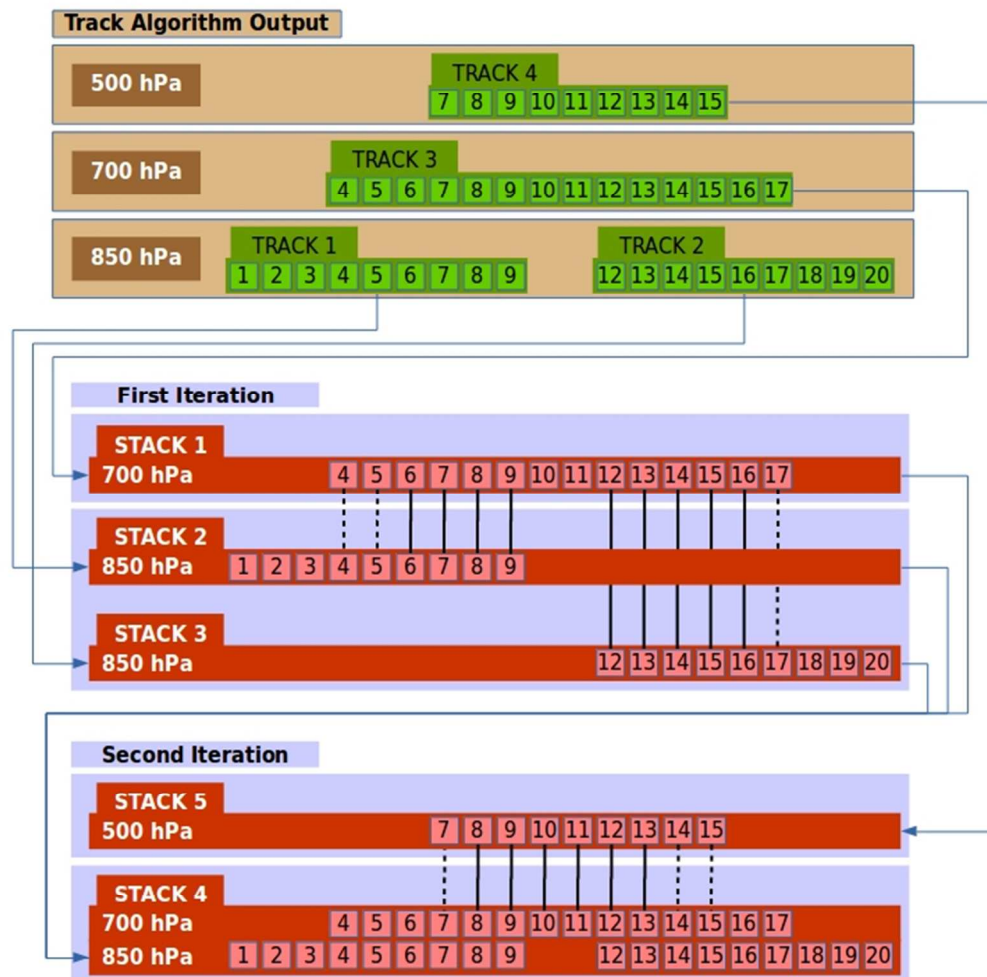 Track Algorithm Output
TRACK 4
500 hPa
7 8 9 10 11 12 13 14 15
TRACK 3
700 hPa
4 5 6 7 8 9 10 11 12 13 14 15 16 17
TRACK 1 TRACK 2
850 hPa
1 2 3 4 5 6 7 8 9 12 13 14 15 16 17 18 19 20
First Iteration
STACK 1
700 hPa 4 5 6 7 8 9 10 11 12 13 14 15 16 17
STACK 2
850 hPa 1 2 3 4 5 6 7 8 9
STACK 3
850 hPa 12 13 14 15 16 17 18 19 20
Second Iteration
STACK 5
500 hPa 7 8 9 10 11 12 13 14 15
STACK 4
700 hPa 4 5 6 7 8 9 10 11 12 13 14 15 16 17
850 hPa 1 2 3 4 5 6 7 8 9 12 13 14 15 16 17 18 19 20